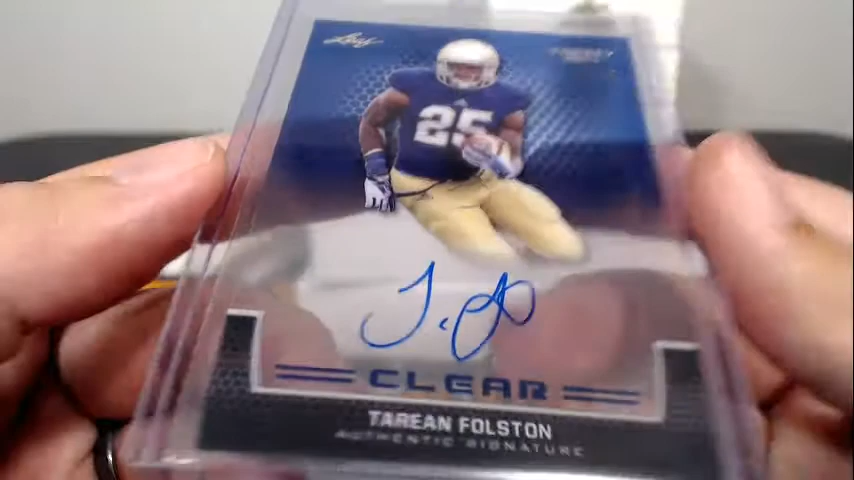 Leaf
25
CLEAR
TAREAN FOLSTON
AUTHENTIC SIGNATURE